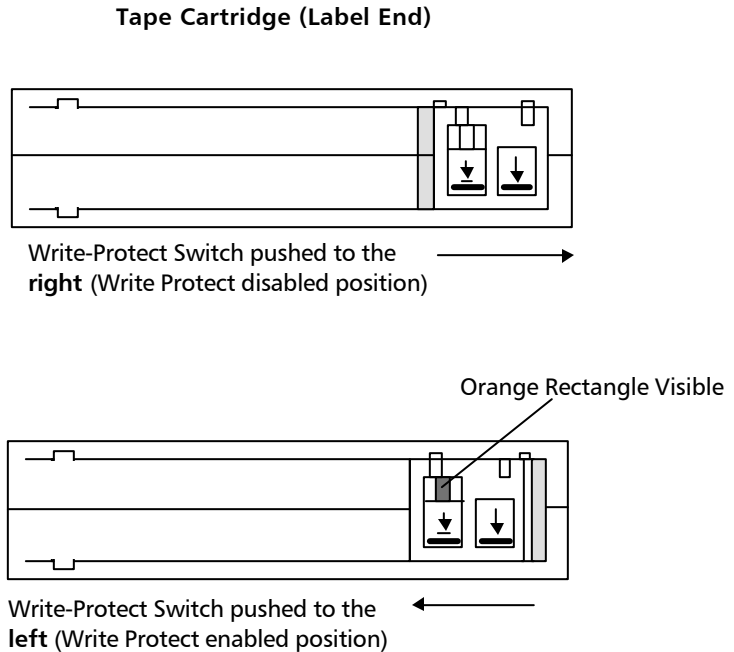 Tape Cartridge (Label End)
Write-Protect Switch pushed to the
right (Write Protect disabled position)
Orange Rectangle Visible
Write-Protect Switch pushed to the
left (Write Protect enabled position)